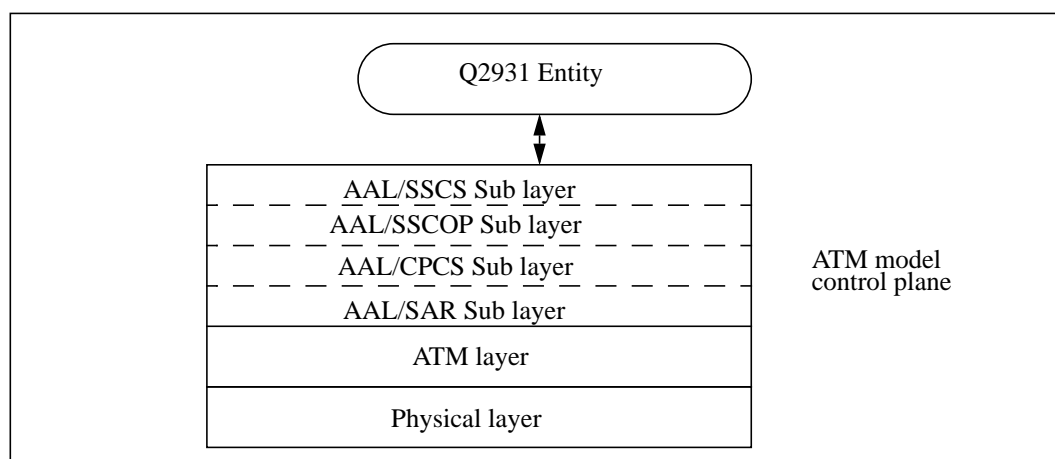 Q2931 Entity
AAL/SSCS Sub layer
AAL/SSCOP Sub layer
AAL/CPCS Sub layer
AAL/SAR Sub layer
ATM layer
Physical layer
ATM model
control plane